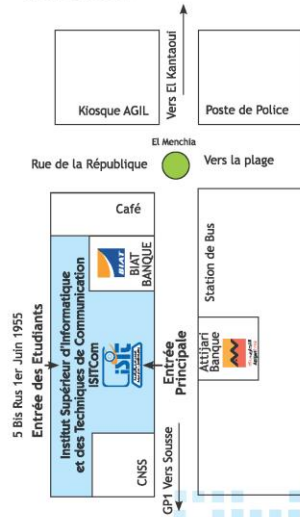 Vers El Kantaoui
Kiosque AGIL
Poste de Police
El Menchia
Rue de la République
Vers la plage
Café
BIAT
BIAT
BANQUE
5 Bis Rus 1er Juin 1955
Entrée des Etudiants
Institut Supérieur d'Informatique
et des Techniques de Communication
ISITCom
isit
CNSS
Entrée
Principale
GP1 Vers Sousse
Station de Bus
Attijari
Banque